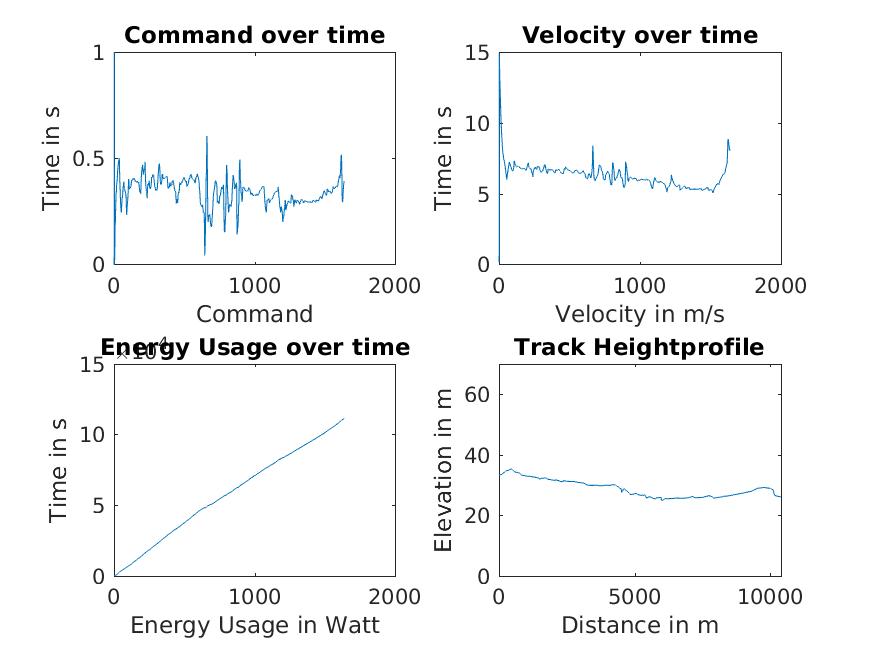 Command over time
Time in s
1
0.5
0
0
1000
2000
Command
Velocity over time
Time in s
15
10
5
0
0
1000
2000
Velocity in m/s
Energy Usage over time
×10^4
Time in s
15
10
5
0
0
1000
2000
Energy Usage in Watt
Track Heightprofile
Elevation in m
60
40
20
0
0
5000
10000
Distance in m